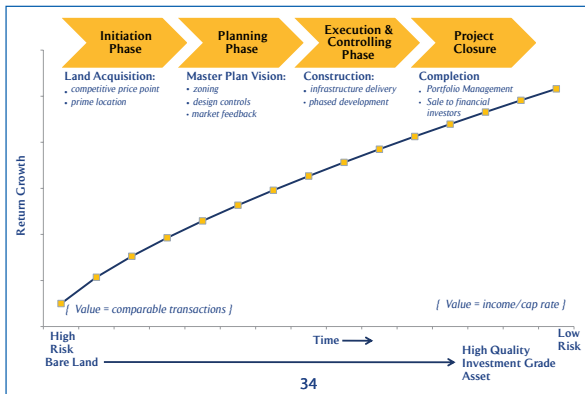 Initiation
Phase
Planning
Phase
Execution &
Controlling
Phase
Project
Closure
Land Acquisition:
• competitive price point
• prime location
Master Plan Vision:
• zoning
• design controls
• market feedback
Construction:
• infrastructure delivery
• phased development
Completion
• Portfolio Management
• Sale to financial
investors
Return Growth
[ Value = comparable transactions ]
[ Value = income/cap rate ]
High
Risk
Time
Low
Risk
Bare Land
High Quality
Investment Grade
Asset
34